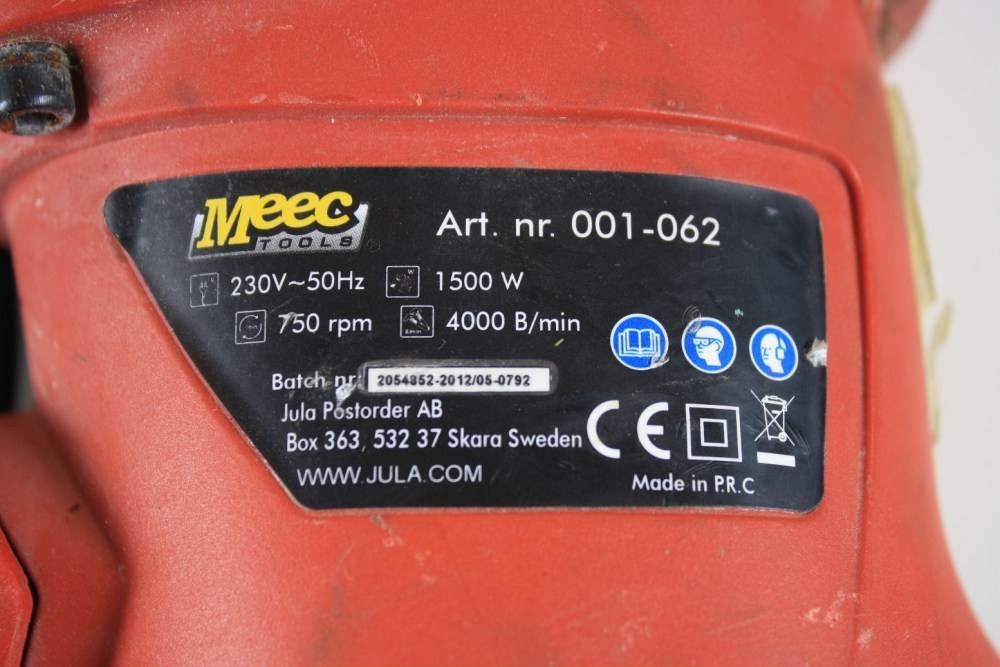 Meec
TOOLS®
Art. nr. 001-062
230V~50Hz
1500 W
750 rpm
4000 B/min
Batch nr:
2054852-2012/05-0792
Jula Postorder AB
Box 363, 532 37 Skara Sweden
CE
WWW.JULA.COM
Made in P.R.C